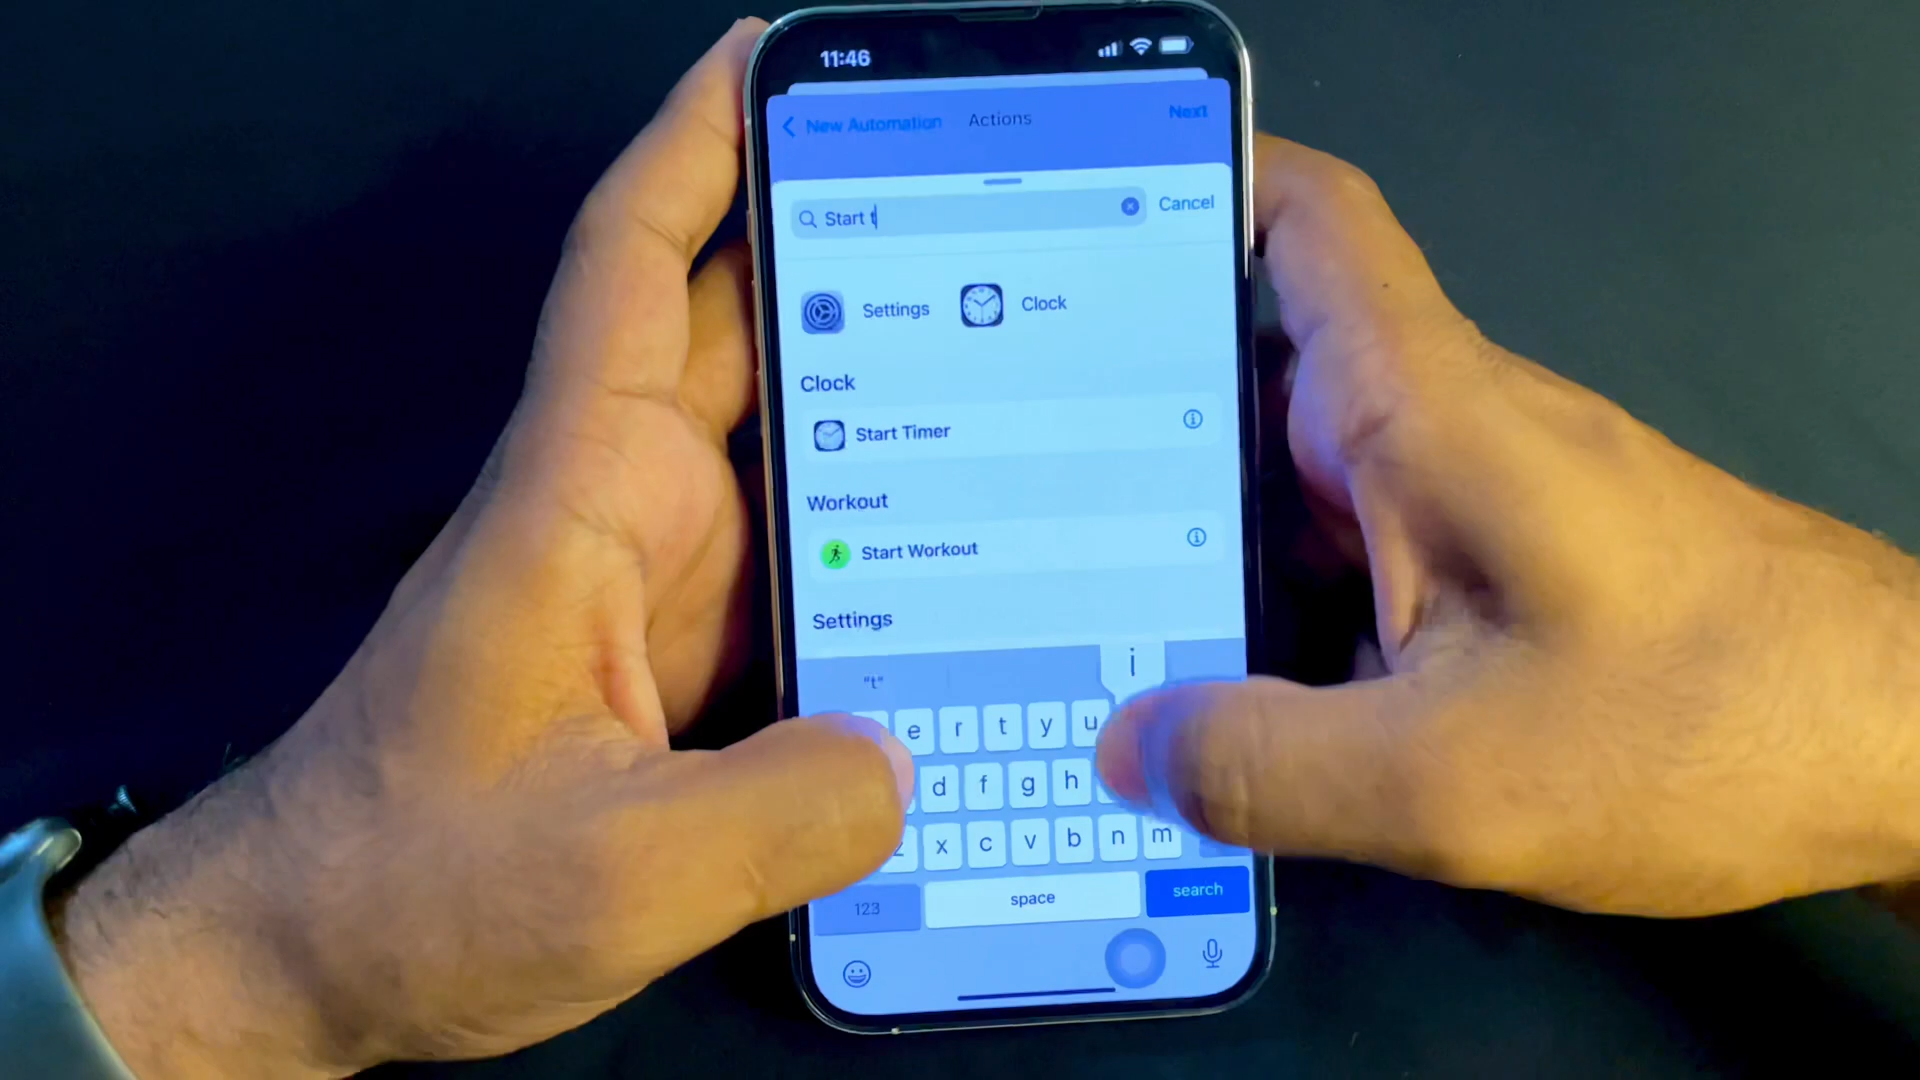 11:46
New Automation Actions Next
Start t Cancel
Settings Clock
Clock
Start Timer
Workout
Start Workout
Settings
"t"
i
e r t y u
d f g h
z x c v b n m
123 space search